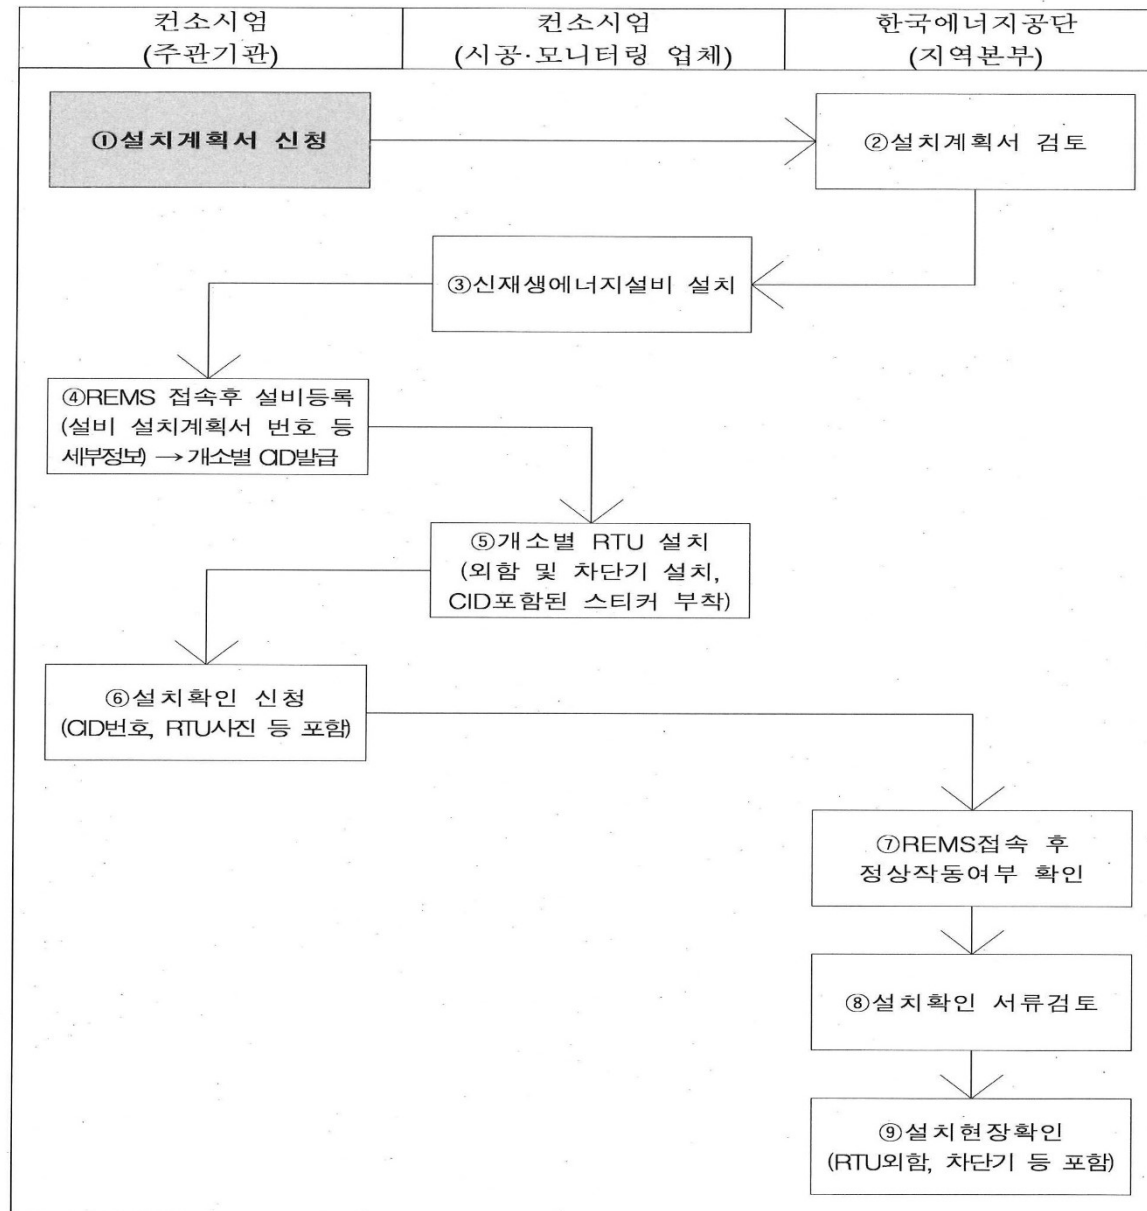 컨소시엄
(주관기관)
컨소시엄
(시공·모니터링 업체)
한국에너지공단
(지역본부)
①설치계획서 신청
②설치계획서 검토
③신재생에너지설비 설치
④REMS 접속후 설비등록
(설비 설치계획서 번호 등
세부정보) → 개소별 CID발급
⑤개소별 RTU 설치
(외함 및 차단기 설치,
CID포함된 스티커 부착)
⑥설치확인 신청
(CID번호, RTU사진 등 포함)
⑦REMS접속 후
정상작동여부 확인
⑧설치확인 서류검토
⑨설치현장확인
(RTU외함, 차단기 등 포함)